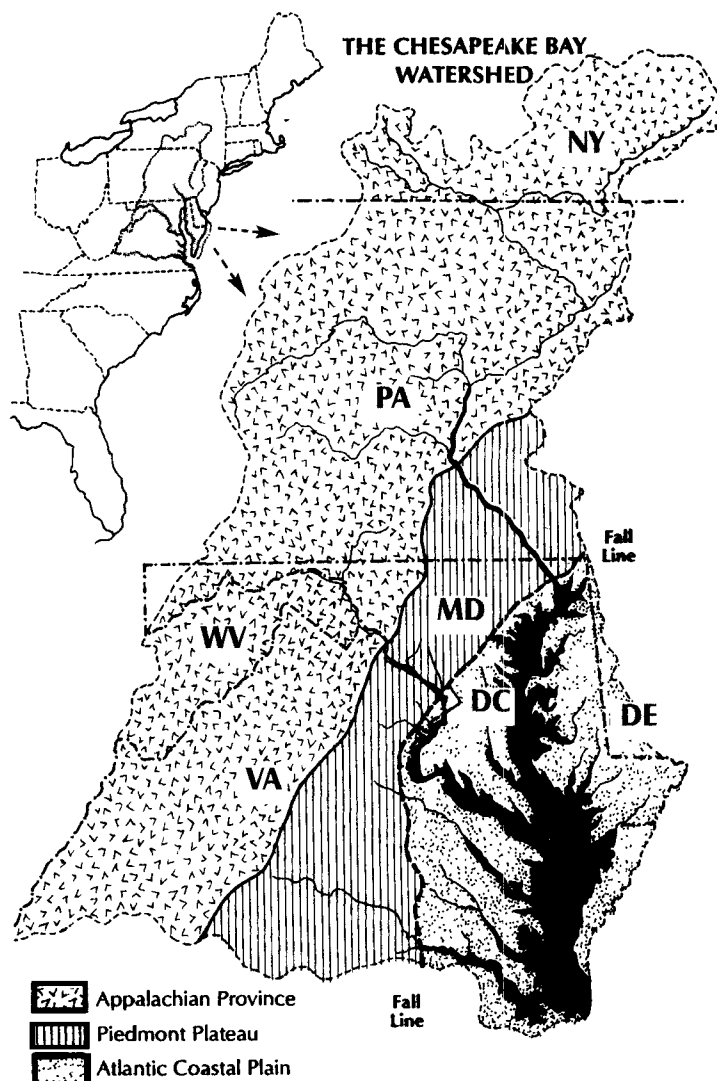 THE CHESAPEAKE BAY
WATERSHED
NY
PA
Fall
Line
MD
WV
DC
DE
VA
Appalachian Province
Piedmont Plateau
Fall
Line
Atlantic Coastal Plain